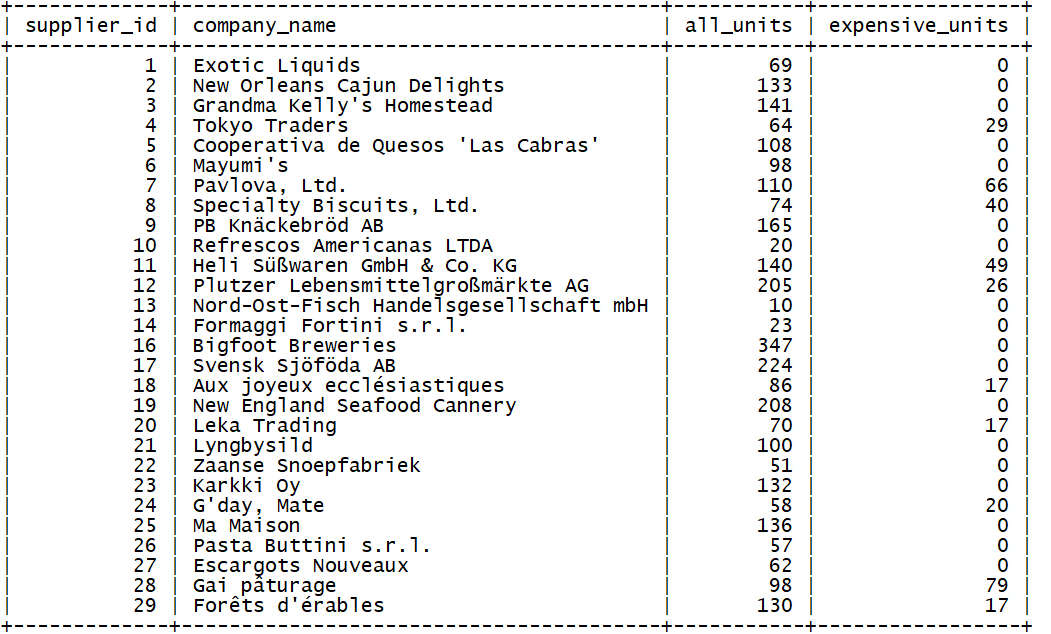 supplier_id | company_name | all_units | expensive_units
1 | Exotic Liquids | 69 | 0
2 | New Orleans Cajun Delights | 133 | 0
3 | Grandma Kelly's Homestead | 141 | 0
4 | Tokyo Traders | 64 | 29
5 | Cooperativa de Quesos 'Las Cabras' | 108 | 0
6 | Mayumi's | 98 | 0
7 | Pavlova, Ltd. | 110 | 66
8 | Specialty Biscuits, Ltd. | 74 | 40
9 | PB Knäckebröd AB | 165 | 0
10 | Refrescos Americanas LTDA | 20 | 0
11 | Heli Süßwaren GmbH & Co. KG | 140 | 49
12 | Plutzer Lebensmittelgroßmärkte AG | 205 | 26
13 | Nord-Ost-Fisch Handelsgesellschaft mbH | 10 | 0
14 | Formaggi Fortini s.r.l. | 23 | 0
16 | Bigfoot Breweries | 347 | 0
17 | Svensk Sjöföda AB | 224 | 0
18 | Aux joyeux ecclésiastiques | 86 | 17
19 | New England Seafood Cannery | 208 | 0
20 | Leka Trading | 70 | 17
21 | Lyngbysild | 100 | 0
22 | Zaanse Snoepfabriek | 51 | 0
23 | Karkki Oy | 132 | 0
24 | G'day, Mate | 58 | 20
25 | Ma Maison | 136 | 0
26 | Pasta Buttini s.r.l. | 57 | 0
27 | Escargots Nouveaux | 62 | 0
28 | Gai pâturage | 98 | 79
29 | Forêts d'érables | 130 | 17